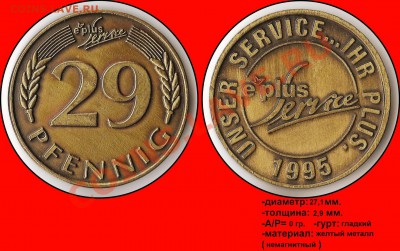 e plus
Service
29
PFENNIG
UNSER SERVICE...IHR PLUS.
e plus
Service
1995
-диаметр: 27,1мм.
-толщина: 2,9 мм.
-А/Р= 0 гр. -гурт: гладкий
-материал: желтый металл
( немагнитный )